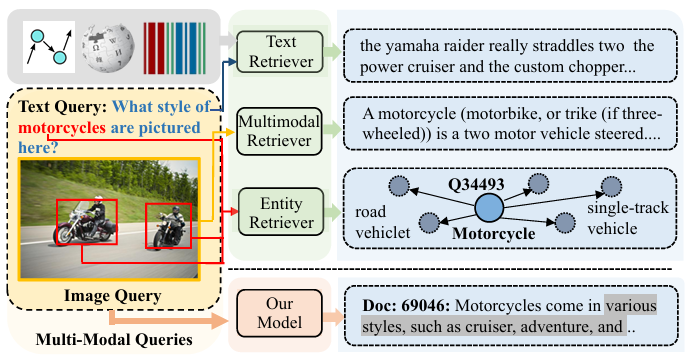 Text Query: What style of
motorcycles are pictured
here?
Image Query
Multi-Modal Queries
Text
Retriever
Multimodal
Retriever
Entity
Retriever
Our
Model
the yamaha raider really straddles two the
power cruiser and the custom chopper...
A motorcycle (motorbike, or trike (if three-
wheeled)) is a two motor vehicle steered....
Q34493
road
vehiclet
Motorcycle
single-track
vehicle
Doc: 69046: Motorcycles come in various
styles, such as cruiser, adventure, and ..